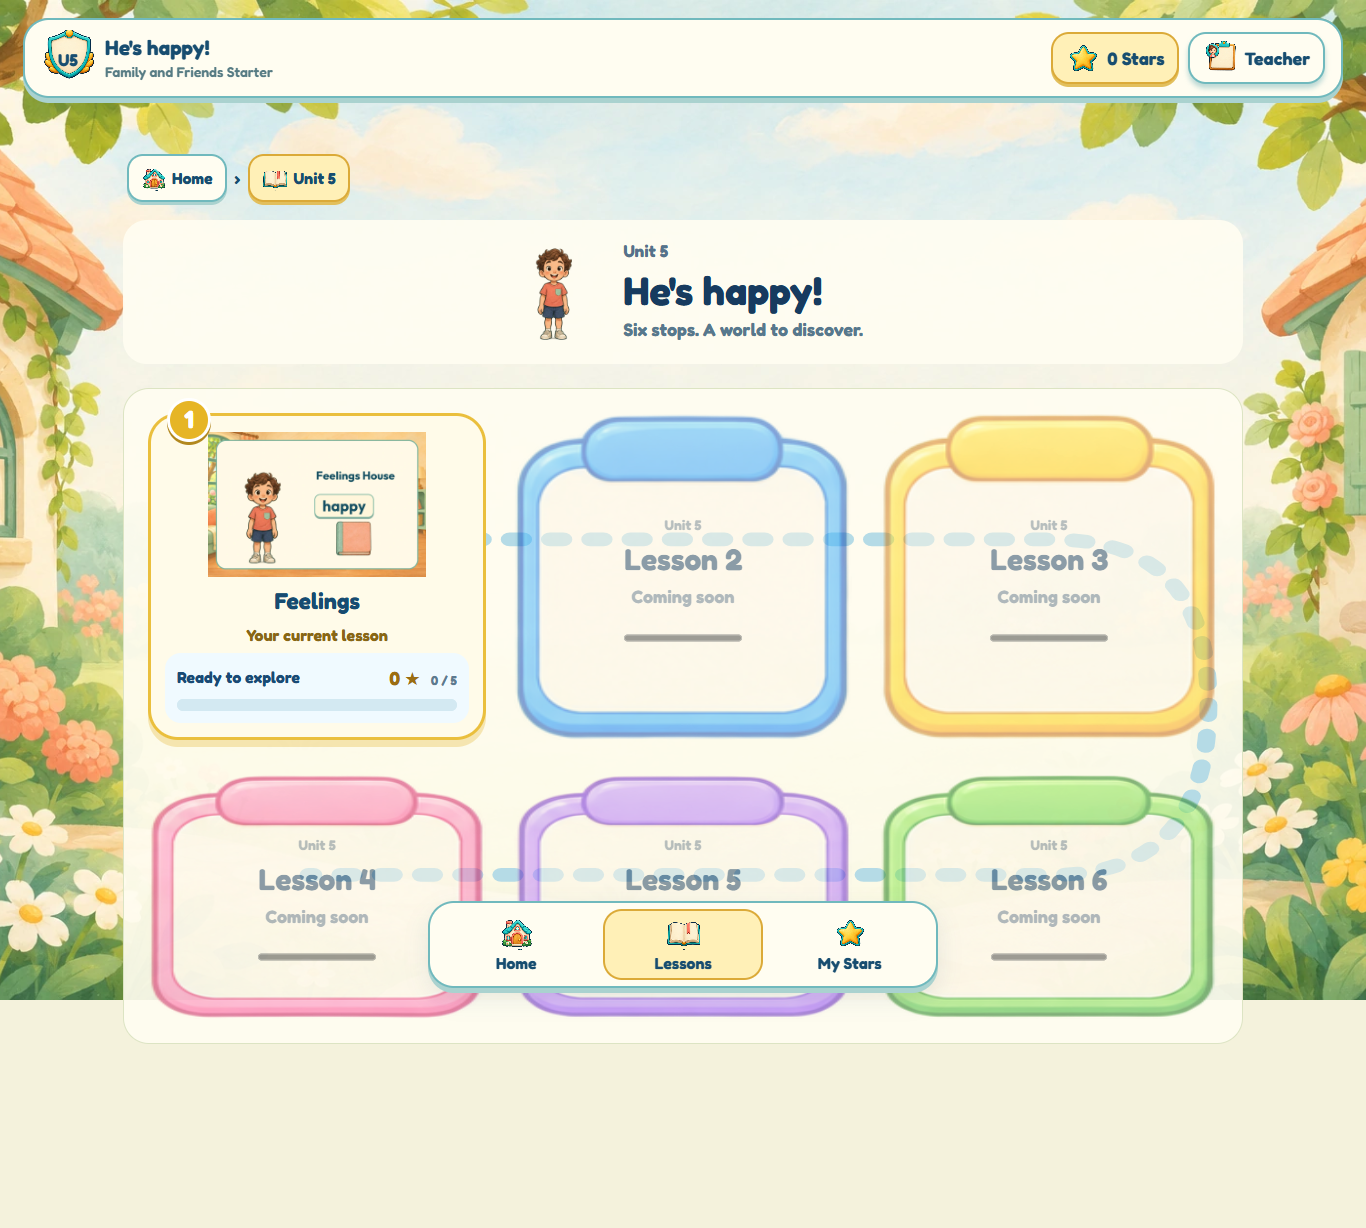 U5
He's happy!
Family and Friends Starter
0 Stars
Teacher
Home
›
Unit 5
Unit 5
He's happy!
Six stops. A world to discover.
1
Feelings House
happy
Feelings
Your current lesson
Ready to explore
0 ★ 0 / 5
Unit 5
Lesson 2
Coming soon
Unit 5
Lesson 3
Coming soon
Unit 5
Lesson 4
Coming soon
Unit 5
Lesson 5
Unit 5
Lesson 6
Coming soon
Home
Lessons
My Stars